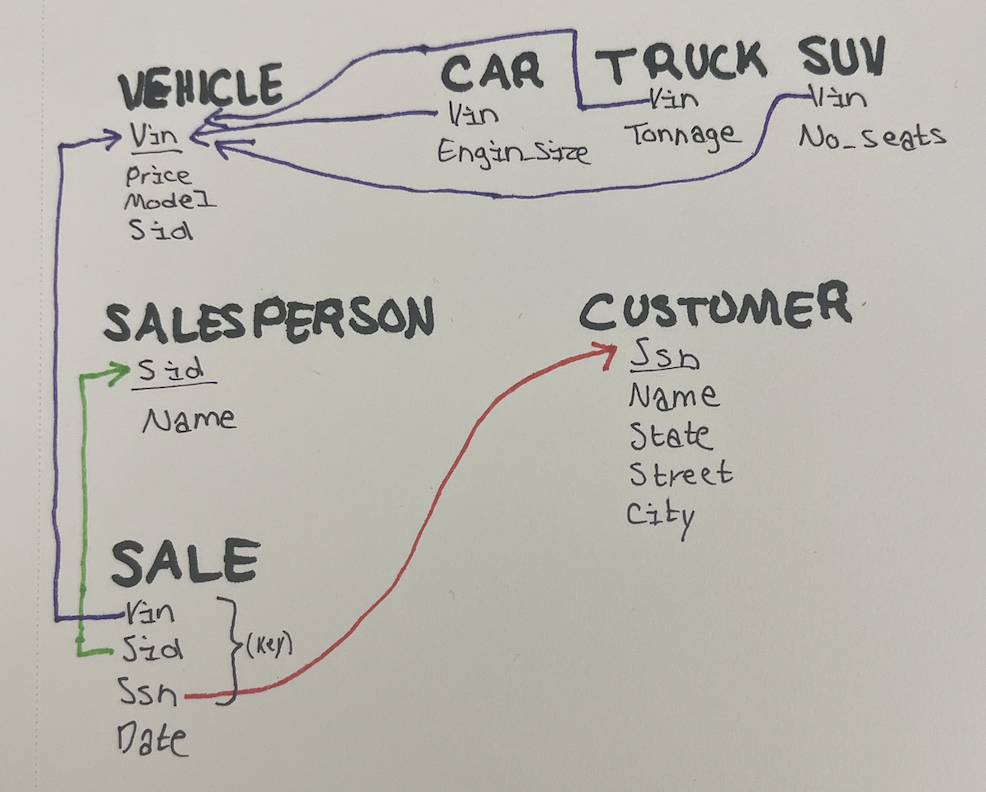 VEHICLE
Vin
Price
Model
Sid
CAR
Vin
Engin_Size
TRUCK
Vin
Tonnage
SUV
Vin
No_seats
SALESPERSON
Sid
Name
CUSTOMER
Ssn
Name
State
Street
City
SALE
Vin
Sid
Ssn
(Key)
Date